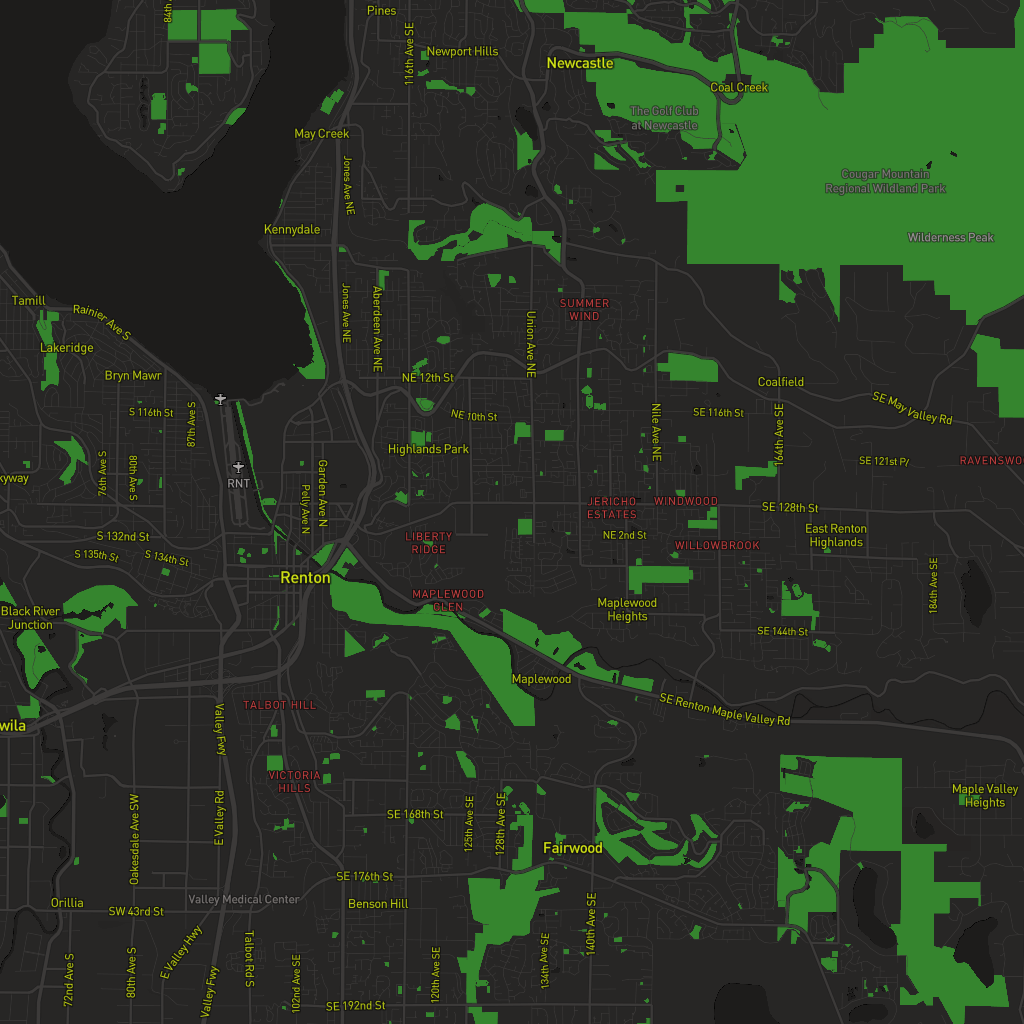 84th
Pines
116th Ave SE
Newport Hills
Newcastle
Coal Creek
The Golf Club
at Newcastle
May Creek
Jones Ave NE
Cougar Mountain
Regional Wildland Park
Kennydale
Wilderness Peak
Tamill
Rainier Ave S
Jones Ave NE
Aberdeen Ave NE
SUMMER
WIND
Union Ave NE
Lakeridge
Bryn Mawr
NE 12th St
Coalfield
S 116th St
87th Ave S
NE 10th St
Nile Ave NE
SE 116th St
164th Ave SE
SE May Valley Rd
Highlands Park
kyway
76th Ave S
80th Ave S
RNT
Garden Ave N
Pelly Ave N
SE 121st P/
RAVENSWO
JERICHO
ESTATES
WINDWOOD
SE 128th St
S 132nd St
S 135th St
S 134th St
LIBERTY
RIDGE
NE 2nd St
WILLOWBROOK
East Renton
Highlands
Renton
MAPLEWOOD
GLEN
184th Ave SE
Black River
Junction
Maplewood
Heights
SE 144th St
Maplewood
SE Renton Maple Valley Rd
TALBOT HILL
wila
Valley Fwy
VICTORIA
HILLS
Maple Valley
Heights
Oakesdale Ave SW
E Valley Rd
SE 168th St
125th Ave SE
128th Ave SE
Fairwood
SE 176th St
Orillia
SW 43rd St
Valley Medical Center
Benson Hill
140th Ave SE
E Valley Hwy
Talbot Rd S
72nd Ave S
80th Ave S
Valley Fwy
102nd Ave SE
120th Ave SE
134th Ave SE
SE 192nd St